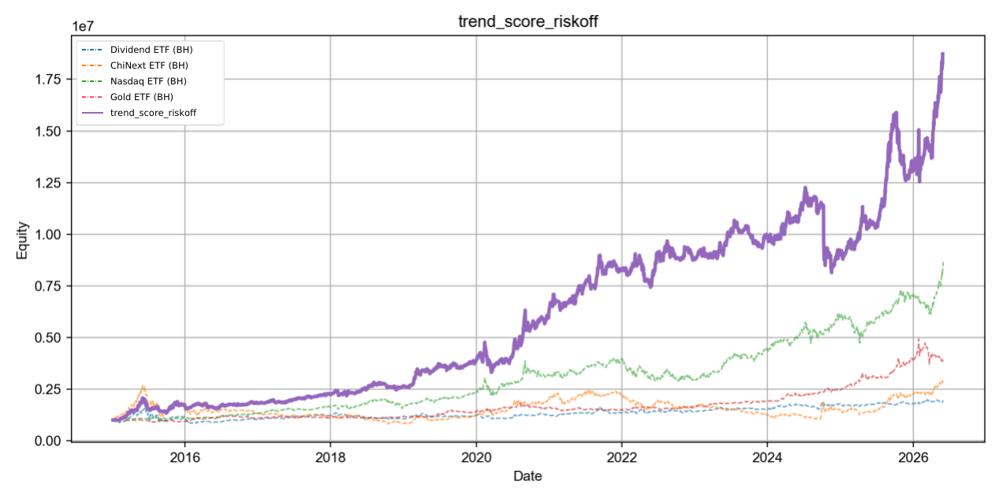 trend_score_riskoff
1e7
Dividend ETF (BH)
ChiNext ETF (BH)
Nasdaq ETF (BH)
Gold ETF (BH)
trend_score_riskoff
1.75
1.50
1.25
1.00
0.75
0.50
0.25
0.00
Equity
2016 2018 2020 2022 2024 2026
Date